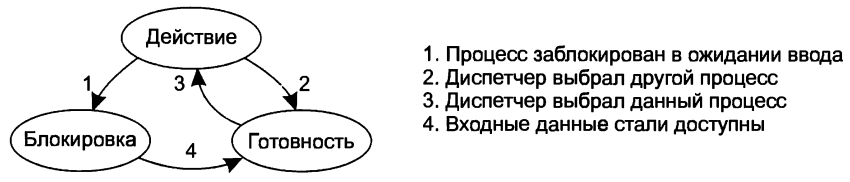 Действие
1
3
2
Блокировка
4
Готовность
1. Процесс заблокирован в ожидании ввода
2. Диспетчер выбрал другой процесс
3. Диспетчер выбрал данный процесс
4. Входные данные стали доступны